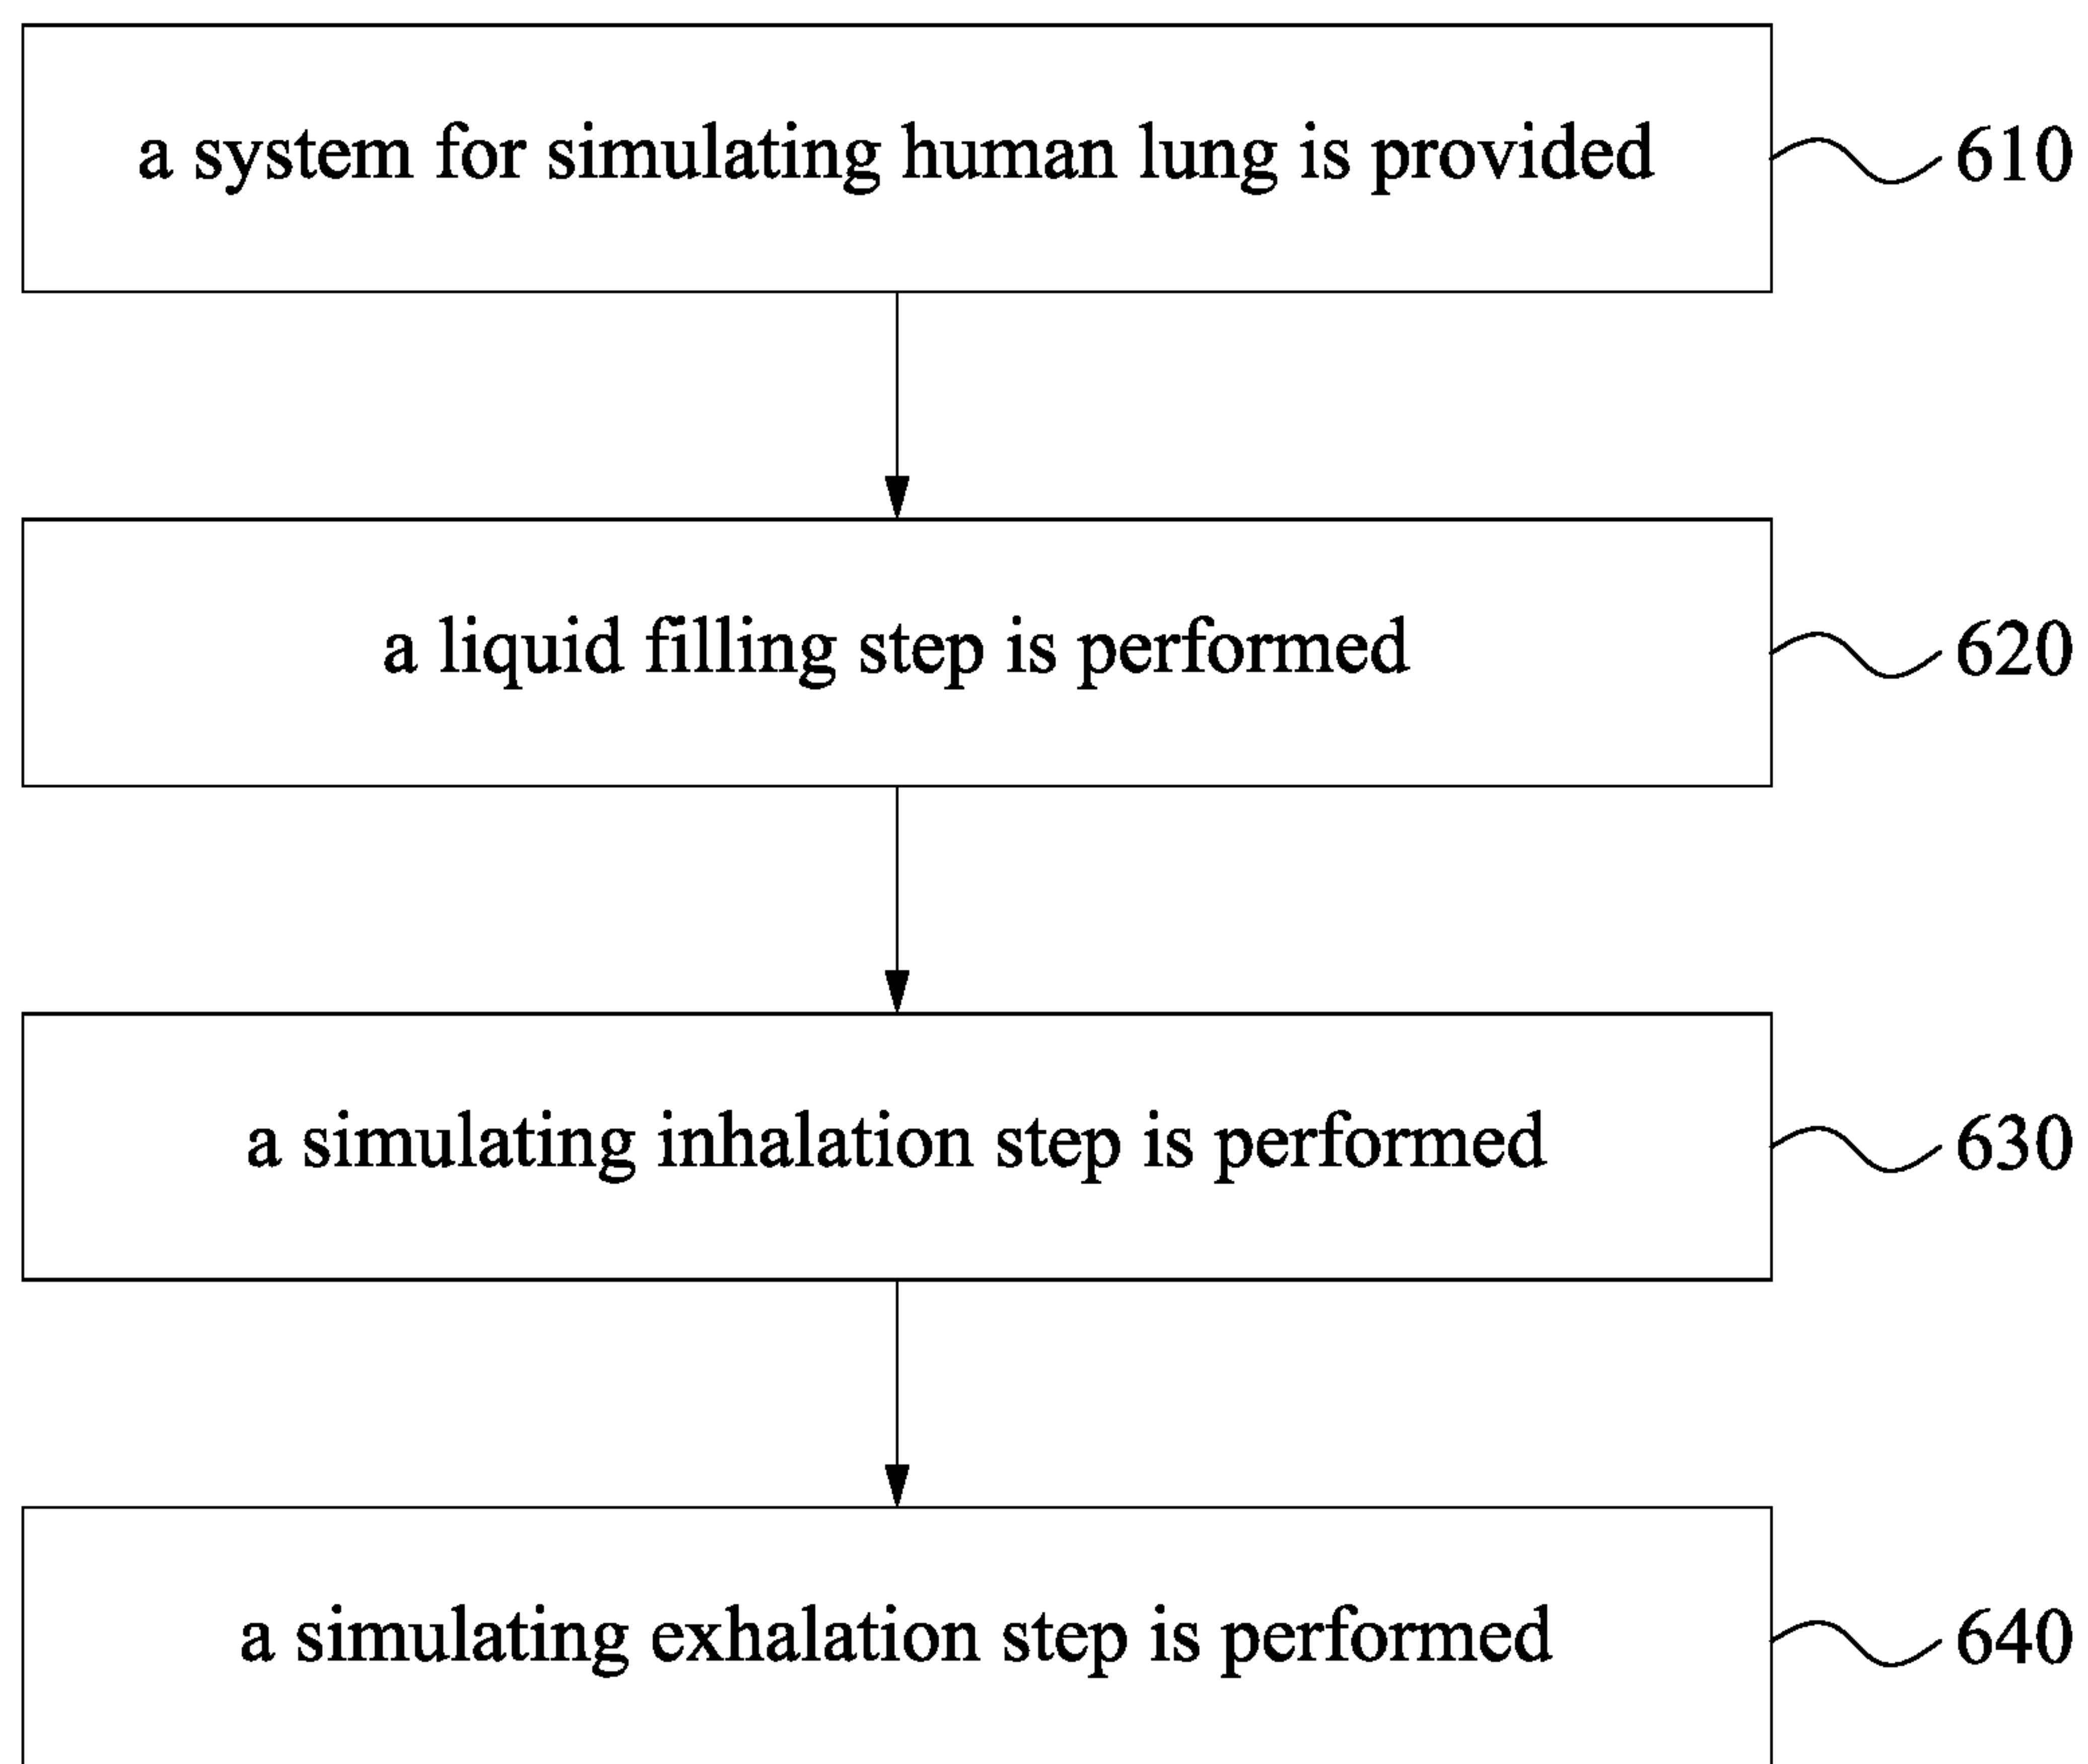 a system for simulating human lung is provided 610
a liquid filling step is performed 620
a simulating inhalation step is performed 630
a simulating exhalation step is performed 640